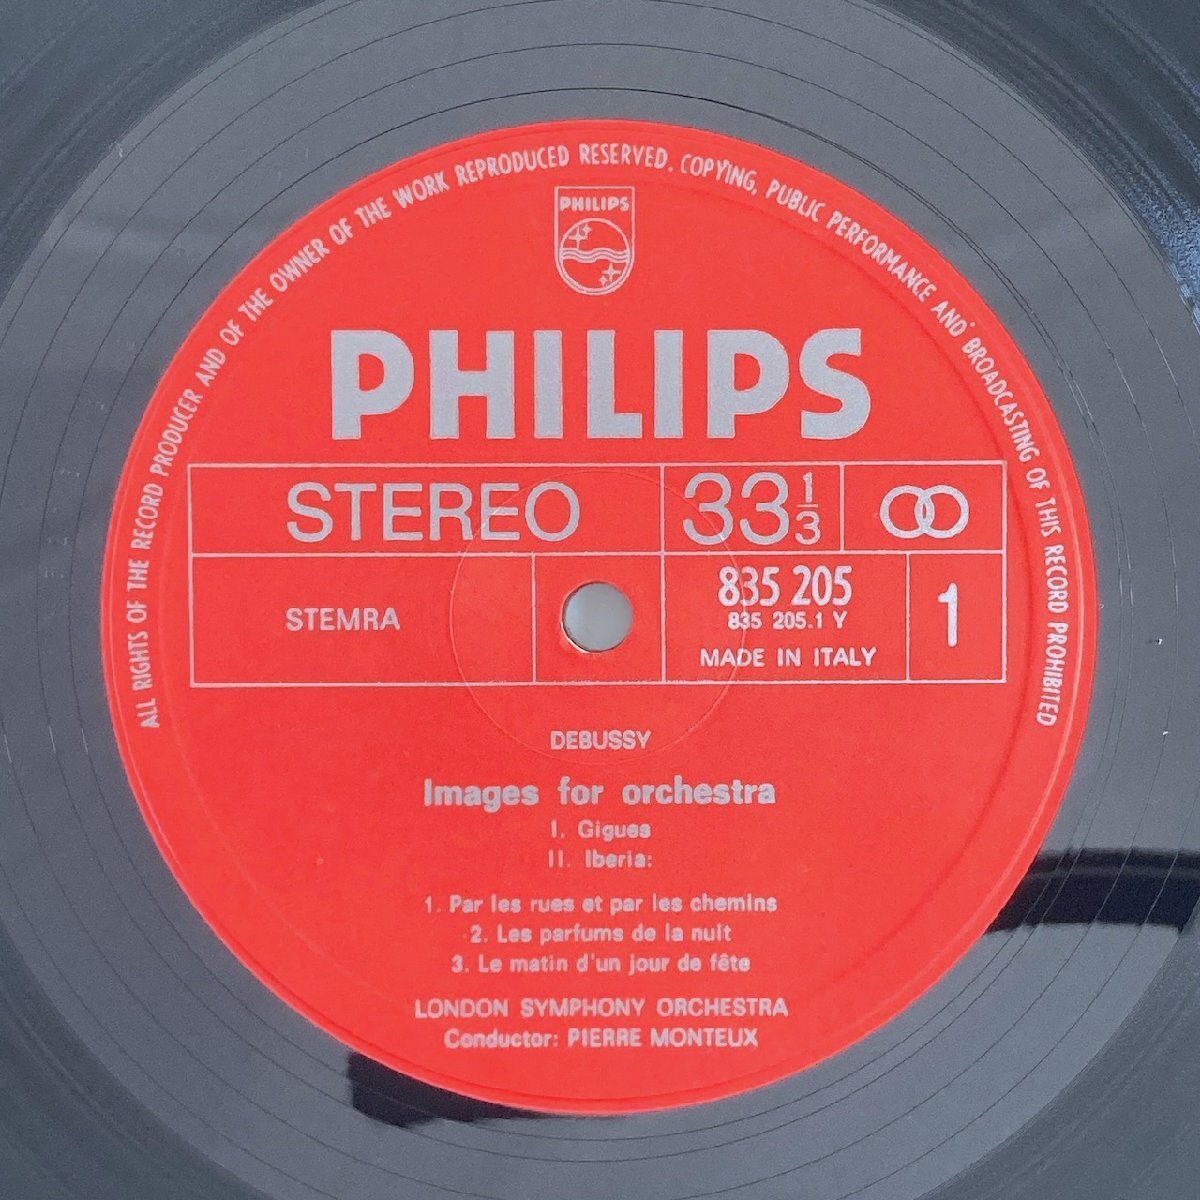 ALL RIGHTS OF THE RECORD PRODUCER AND OF THE OWNER OF THE WORK REPRODUCED RESERVED. COPYING, PUBLIC PERFORMANCE AND BROADCASTING OF THIS RECORD PROHIBITED
PHILIPS
PHILIPS
STEREO 33 1/3
STEMRA
835 205
835 205.1 Y
MADE IN ITALY
1
DEBUSSY
Images for orchestra
I. Gigues
II. Iberia:
1. Par les rues et par les chemins
2. Les parfums de la nuit
3. Le matin d'un jour de fête
LONDON SYMPHONY ORCHESTRA
Conductor: PIERRE MONTEUX